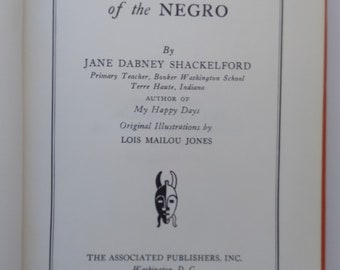 of the NEGRO
By
JANE DABNEY SHACKELFORD
Primary Teacher, Booker Washington School
Terre Haute, Indiana
AUTHOR OF
My Happy Days
Original Illustrations by
LOIS MAILOU JONES
THE ASSOCIATED PUBLISHERS, INC.
Washington, D. C.